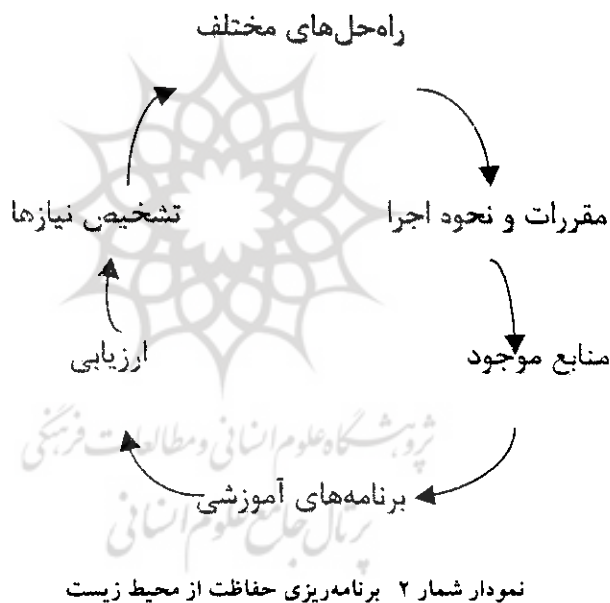 راه‌حل‌های مختلف
تشخیص نیازها
مقررات و نحوه اجرا
ارزیابی
منابع موجود
پژوهشگاه علوم انسانی و مطالعات فرهنگی
برنامه‌های آموزشی
پرتال جامع علوم انسانی
نمودار شمار ۲ برنامه‌ریزی حفاظت از محیط زیست